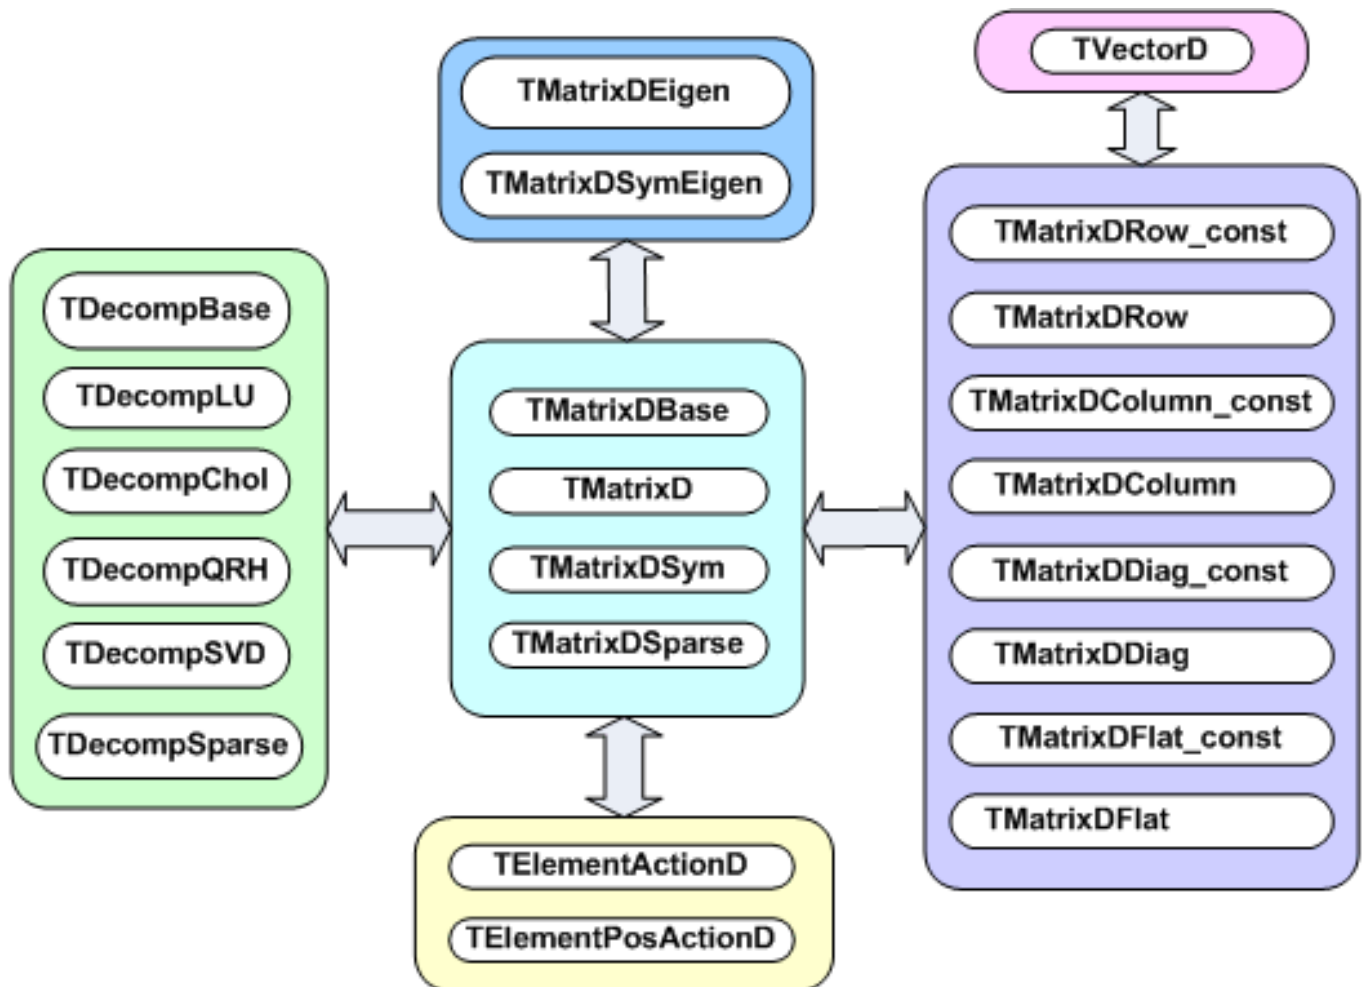 TMatrixDEigen
TMatrixDSymEigen
TVectorD
TDecompBase
TDecompLU
TDecompChol
TDecompQRH
TDecompSVD
TDecompSparse
TMatrixDBase
TMatrixD
TMatrixDSym
TMatrixDSparse
TMatrixDRow_const
TMatrixDRow
TMatrixDColumn_const
TMatrixDColumn
TMatrixDDiag_const
TMatrixDDiag
TMatrixDFlat_const
TMatrixDFlat
TElementActionD
TElementPosActionD